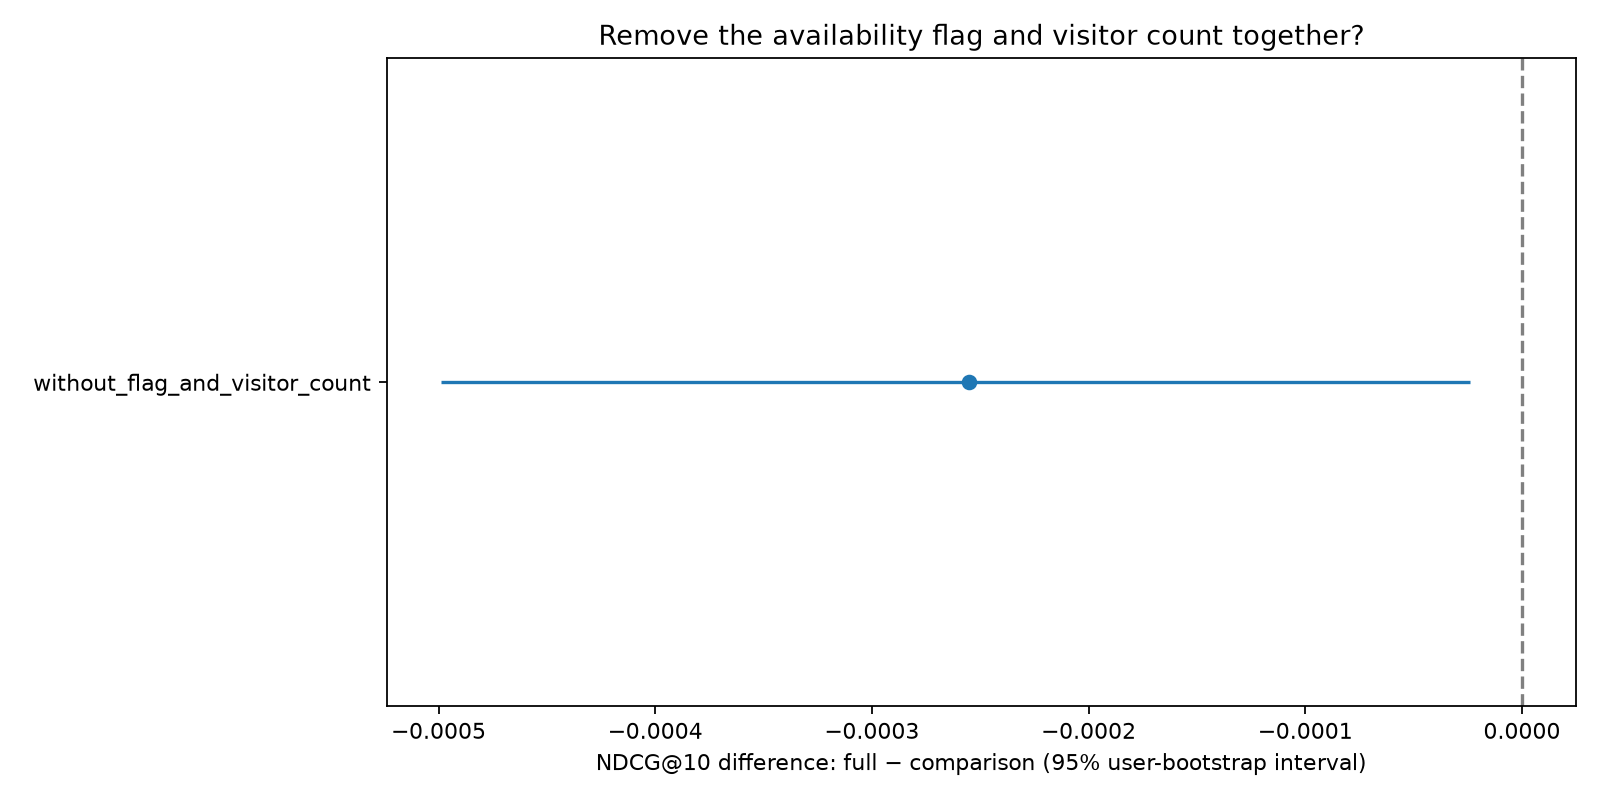 Remove the availability flag and visitor count together?
without_flag_and_visitor_count
−0.0005 −0.0004 −0.0003 −0.0002 −0.0001 0.0000
NDCG@10 difference: full − comparison (95% user-bootstrap interval)